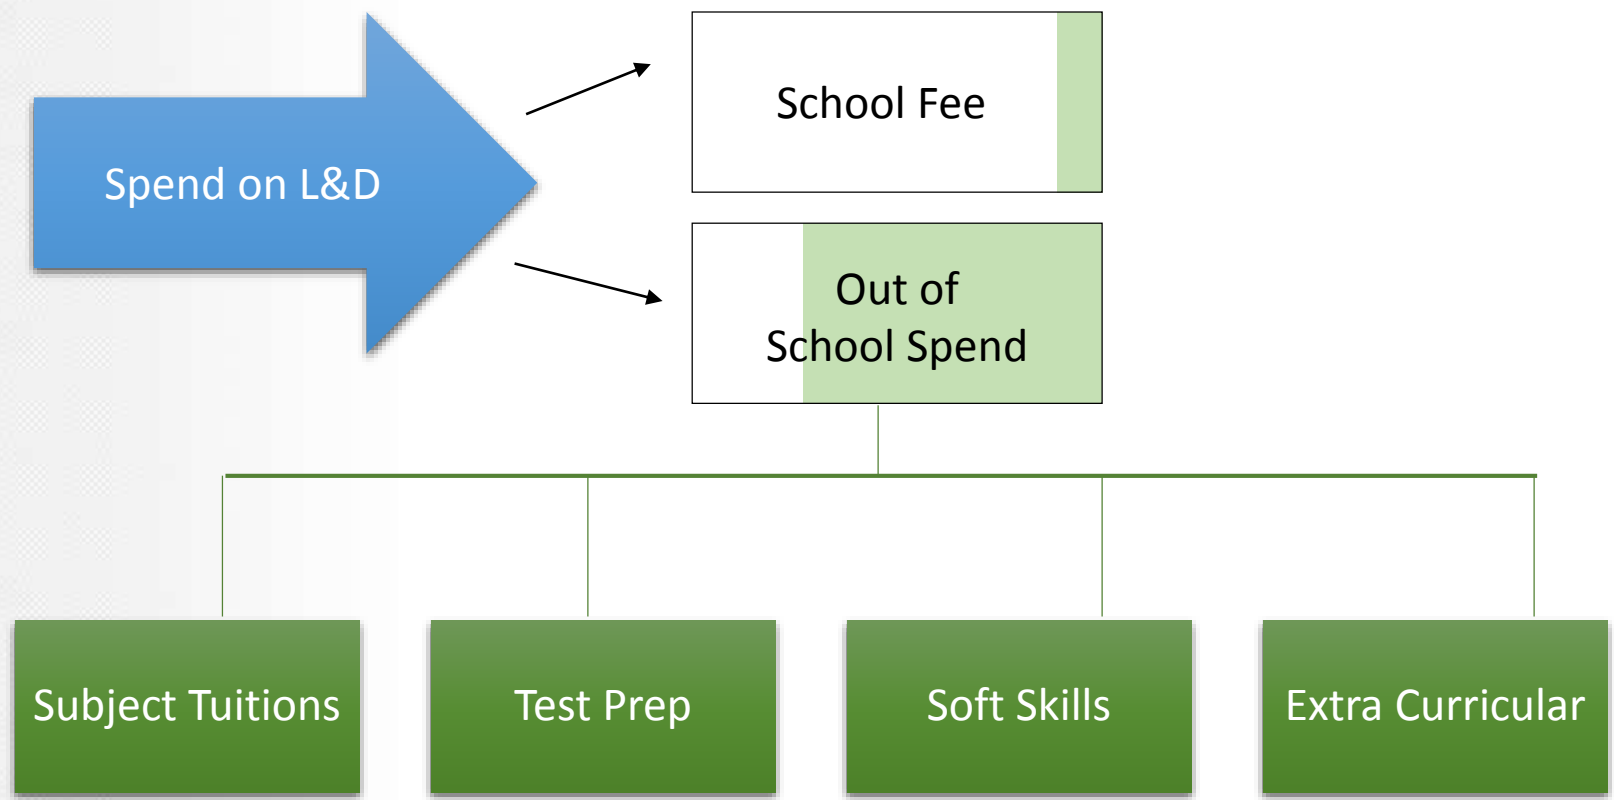 School Fee
Spend on L&D
Out of
School Spend
Subject Tuitions
Test Prep
Soft Skills
Extra Curricular